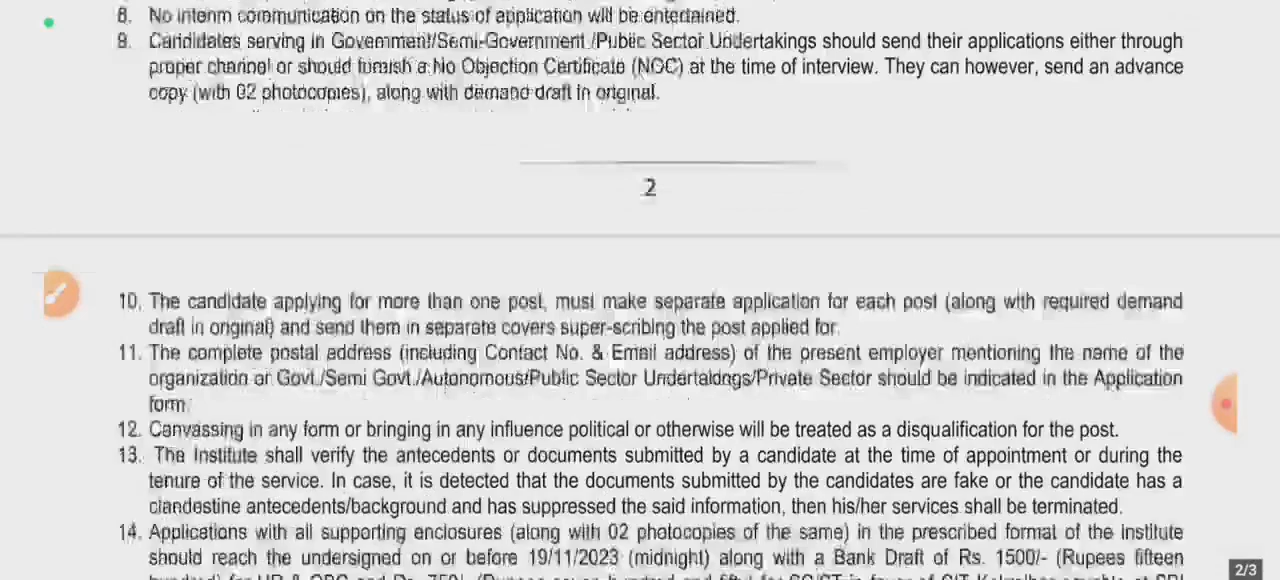 8. No interim communication on the status of application will be entertained.
9. Candidates serving in Government/Semi-Government /Public Sector Undertakings should send their applications either through
proper channel or should furnish a No Objection Certificate (NOC) at the time of interview. They can however, send an advance
copy (with 02 photocopies), along with demand draft in original.
2
10. The candidate applying for more than one post, must make separate application for each post (along with required demand
draft in original) and send them in separate covers super-scribing the post applied for.
11. The complete postal address (including Contact No. & Email address) of the present employer mentioning the name of the
organization or Govt./Semi Govt./Autonomous/Public Sector Undertakings/Private Sector should be indicated in the Application
form.
12. Canvassing in any form or bringing in any influence political or otherwise will be treated as a disqualification for the post.
13. The Institute shall verify the antecedents or documents submitted by a candidate at the time of appointment or during the
tenure of the service. In case, it is detected that the documents submitted by the candidates are fake or the candidate has a
clandestine antecedents/background and has suppressed the said information, then his/her services shall be terminated.
14. Applications with all supporting enclosures (along with 02 photocopies of the same) in the prescribed format of the Institute
should reach the undersigned on or before 19/11/2023 (midnight) along with a Bank Draft of Rs. 1500/- (Rupees fifteen
2/3